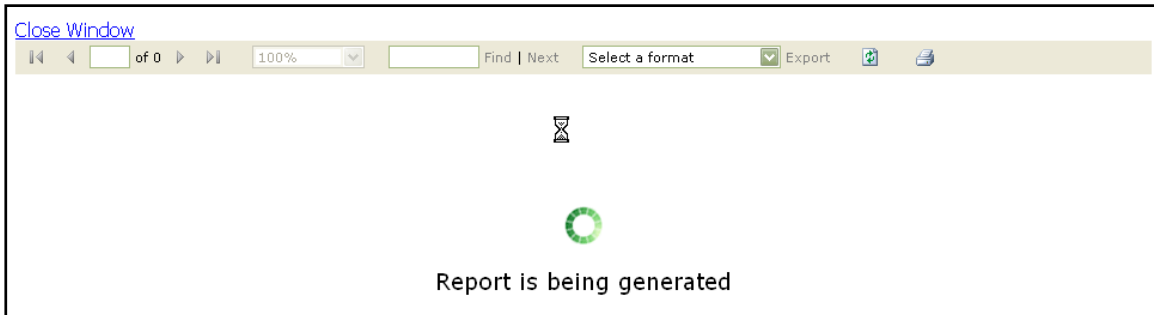 Close Window
of 0 100% Find | Next Select a format Export
Report is being generated